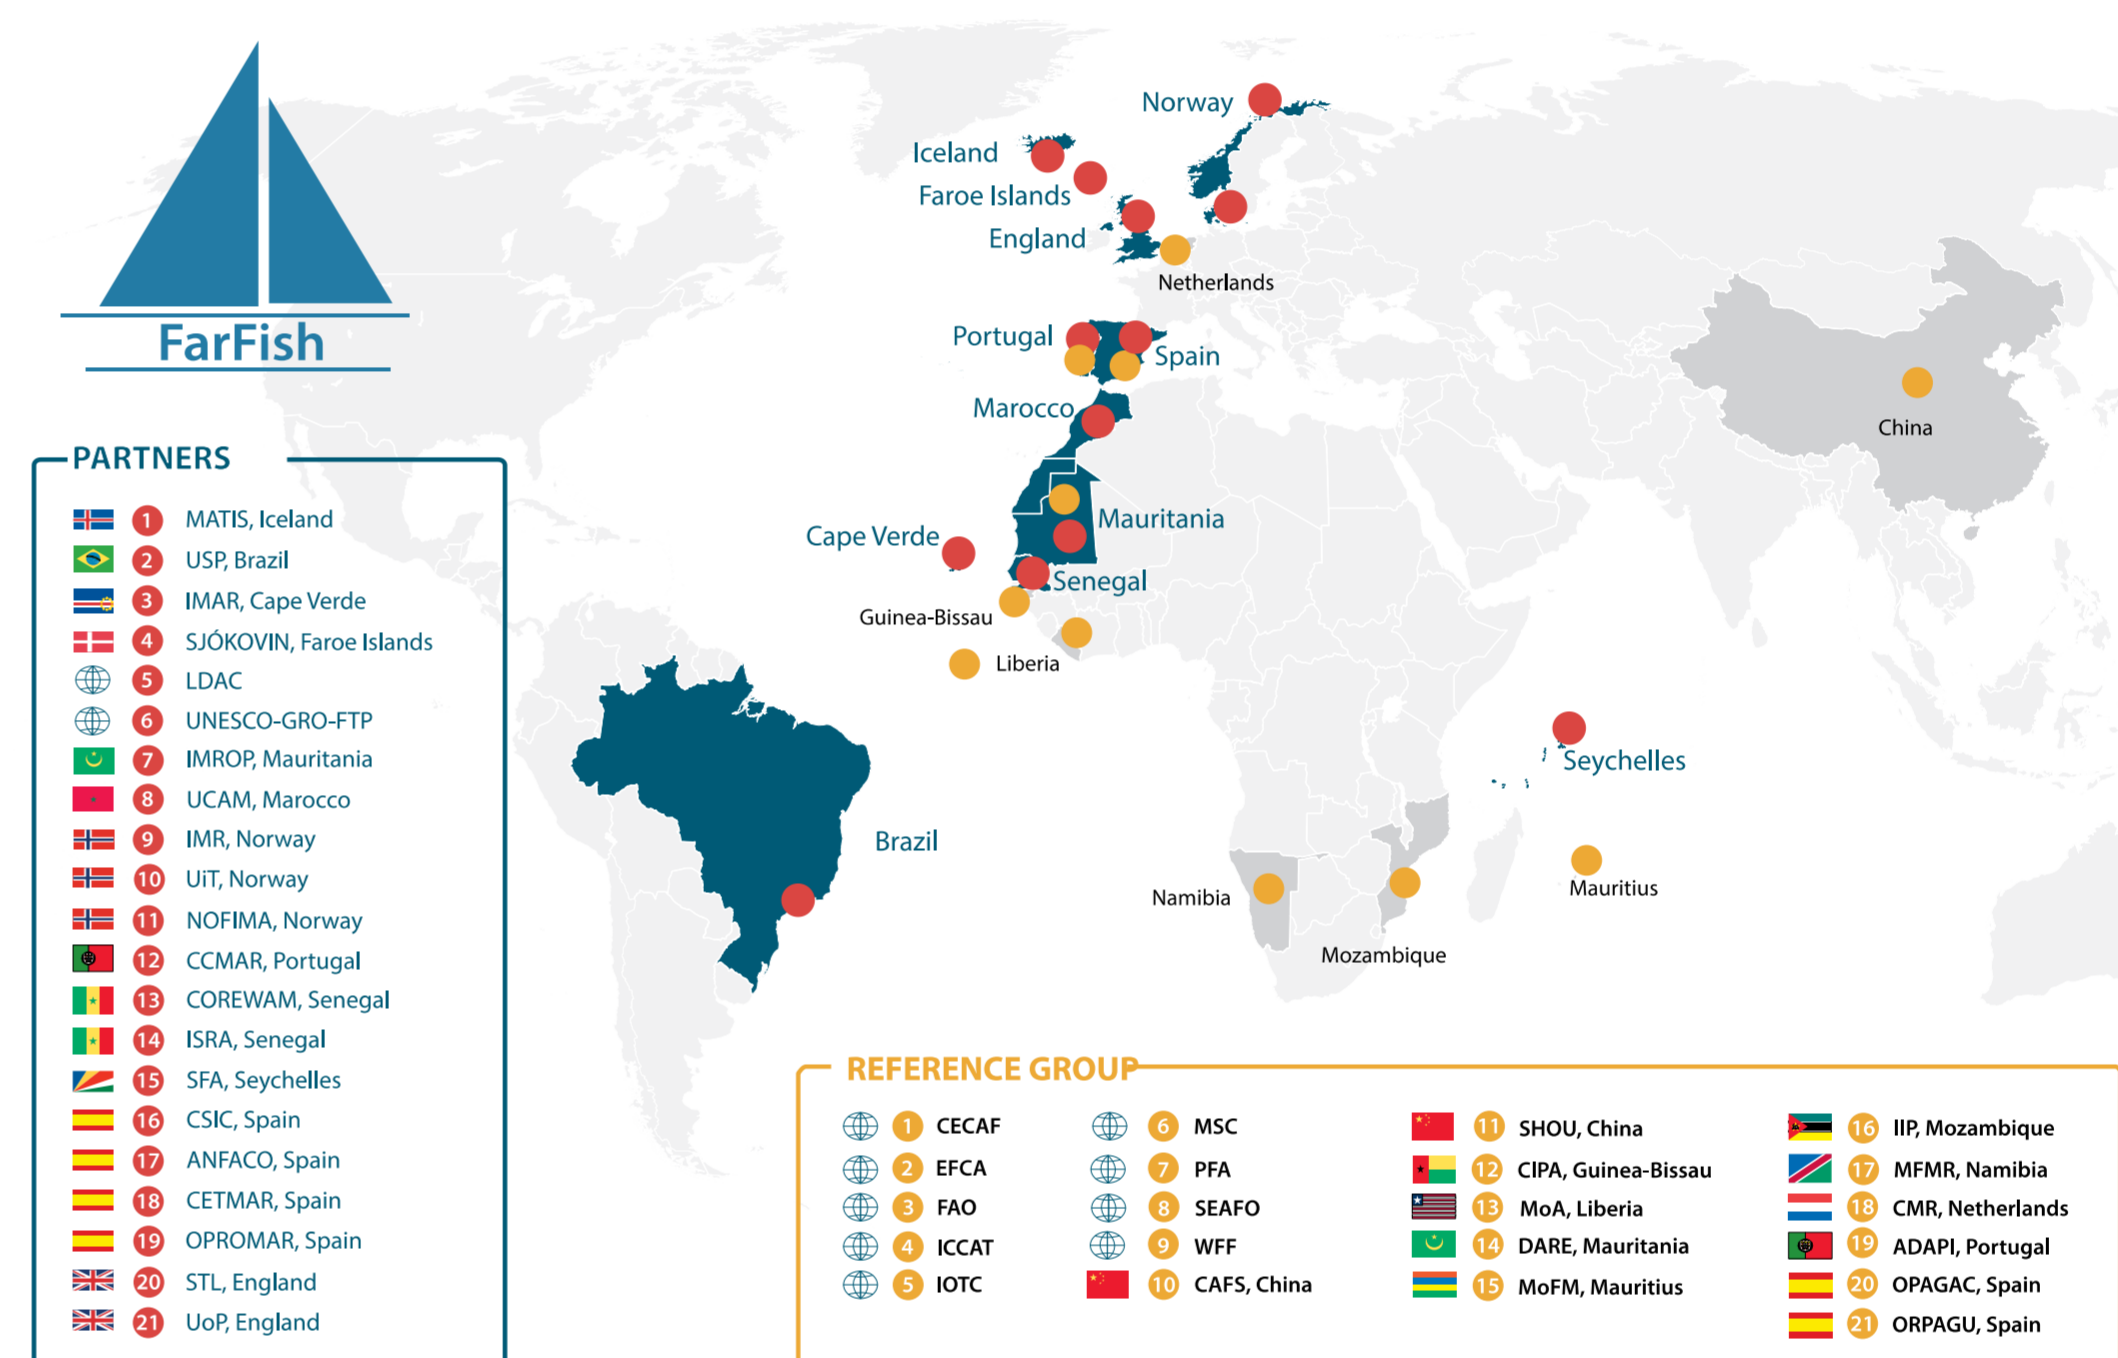 FarFish
Norway
Iceland
Faroe Islands
England
Netherlands
Portugal
Spain
Marocco
China
Mauritania
Cape Verde
Senegal
Guinea-Bissau
Liberia
Seychelles
Brazil
Mauritius
Namibia
Mozambique
PARTNERS
1 MATIS, Iceland
2 USP, Brazil
3 IMAR, Cape Verde
4 SJÓKOVIN, Faroe Islands
5 LDAC
6 UNESCO-GRO-FTP
7 IMROP, Mauritania
8 UCAM, Marocco
9 IMR, Norway
10 UiT, Norway
11 NOFIMA, Norway
12 CCMAR, Portugal
13 COREWAM, Senegal
14 ISRA, Senegal
15 SFA, Seychelles
16 CSIC, Spain
17 ANFACO, Spain
18 CETMAR, Spain
19 OPROMAR, Spain
20 STL, England
21 UoP, England
REFERENCE GROUP
1 CECAF
2 EFCA
3 FAO
4 ICCAT
5 IOTC
6 MSC
7 PFA
8 SEAFO
9 WFF
10 CAFS, China
11 SHOU, China
12 CIPA, Guinea-Bissau
13 MoA, Liberia
14 DARE, Mauritania
15 MoFM, Mauritius
16 IIP, Mozambique
17 MFMR, Namibia
18 CMR, Netherlands
19 ADAPI, Portugal
20 OPAGAC, Spain
21 ORPAGU, Spain